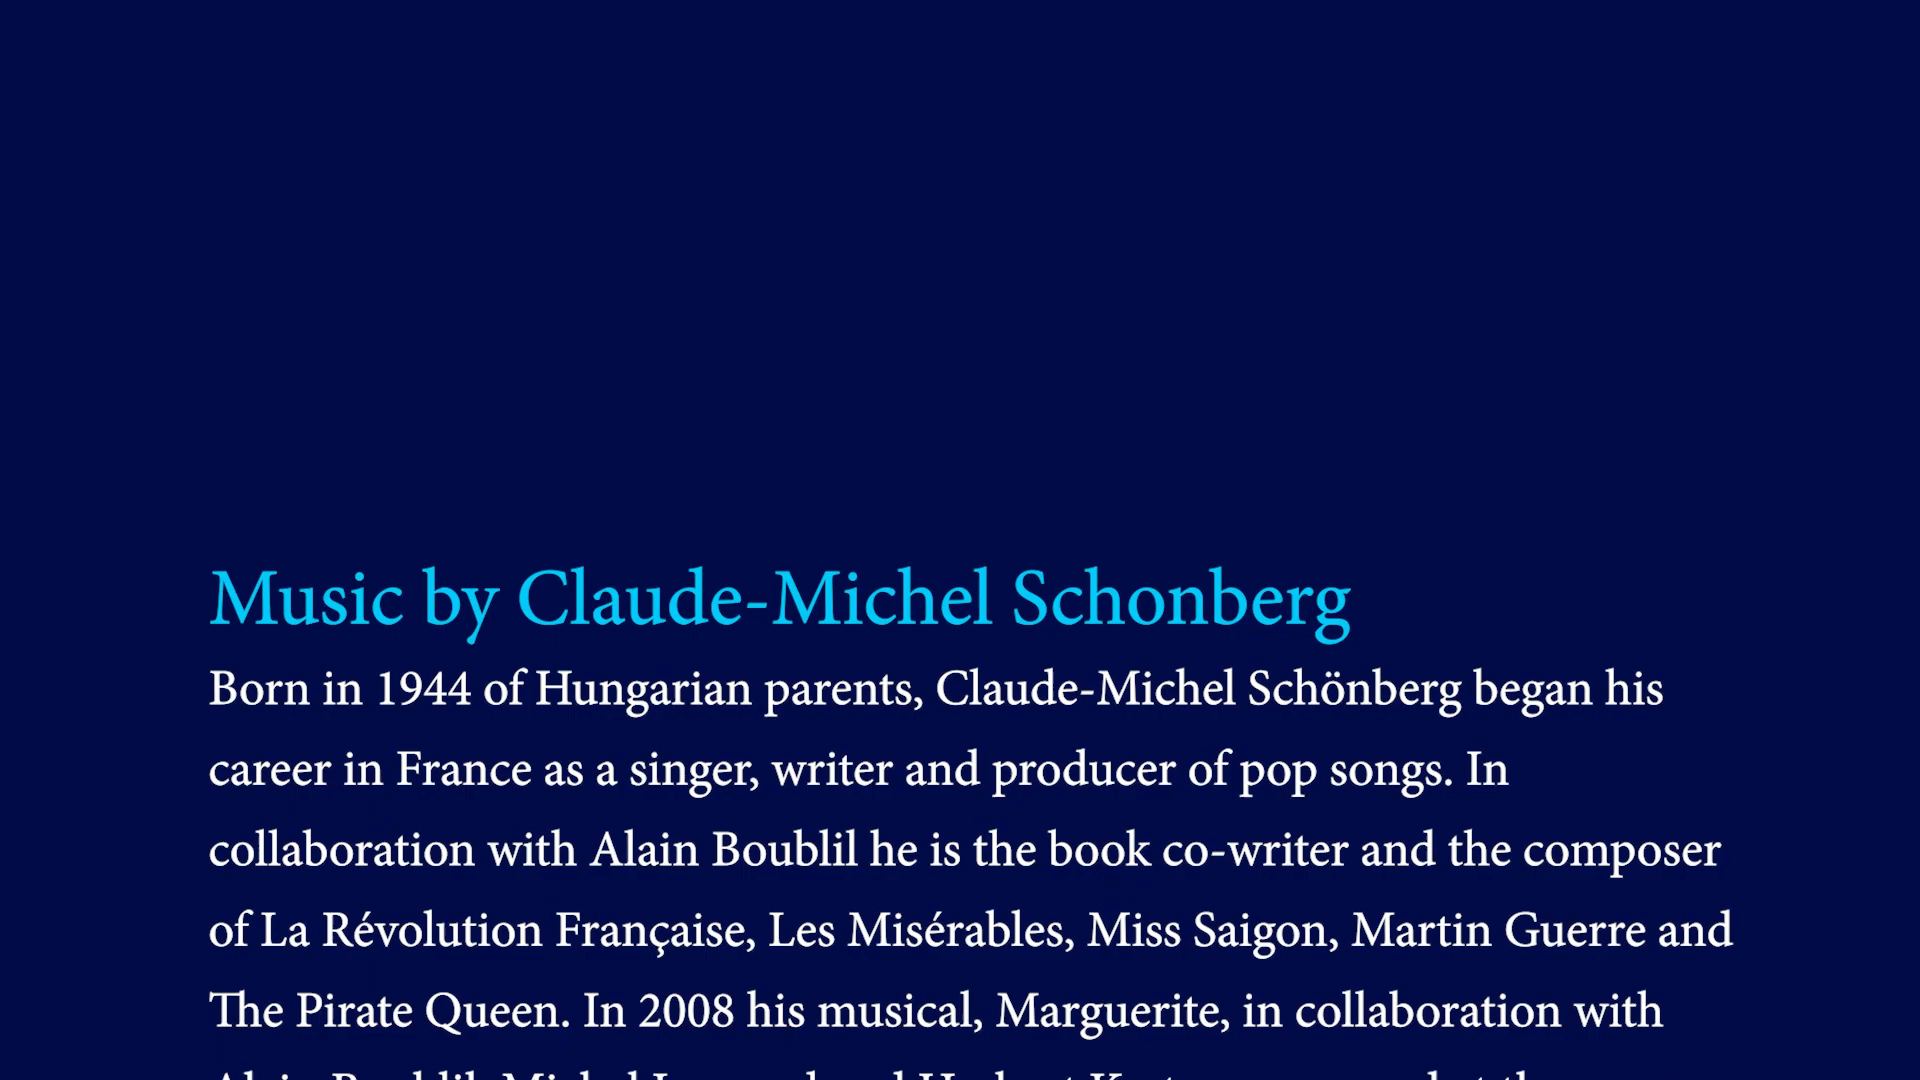 Music by Claude-Michel Schonberg
Born in 1944 of Hungarian parents, Claude-Michel Schönberg began his
career in France as a singer, writer and producer of pop songs. In
collaboration with Alain Boublil he is the book co-writer and the composer
of La Révolution Française, Les Misérables, Miss Saigon, Martin Guerre and
The Pirate Queen. In 2008 his musical, Marguerite, in collaboration with